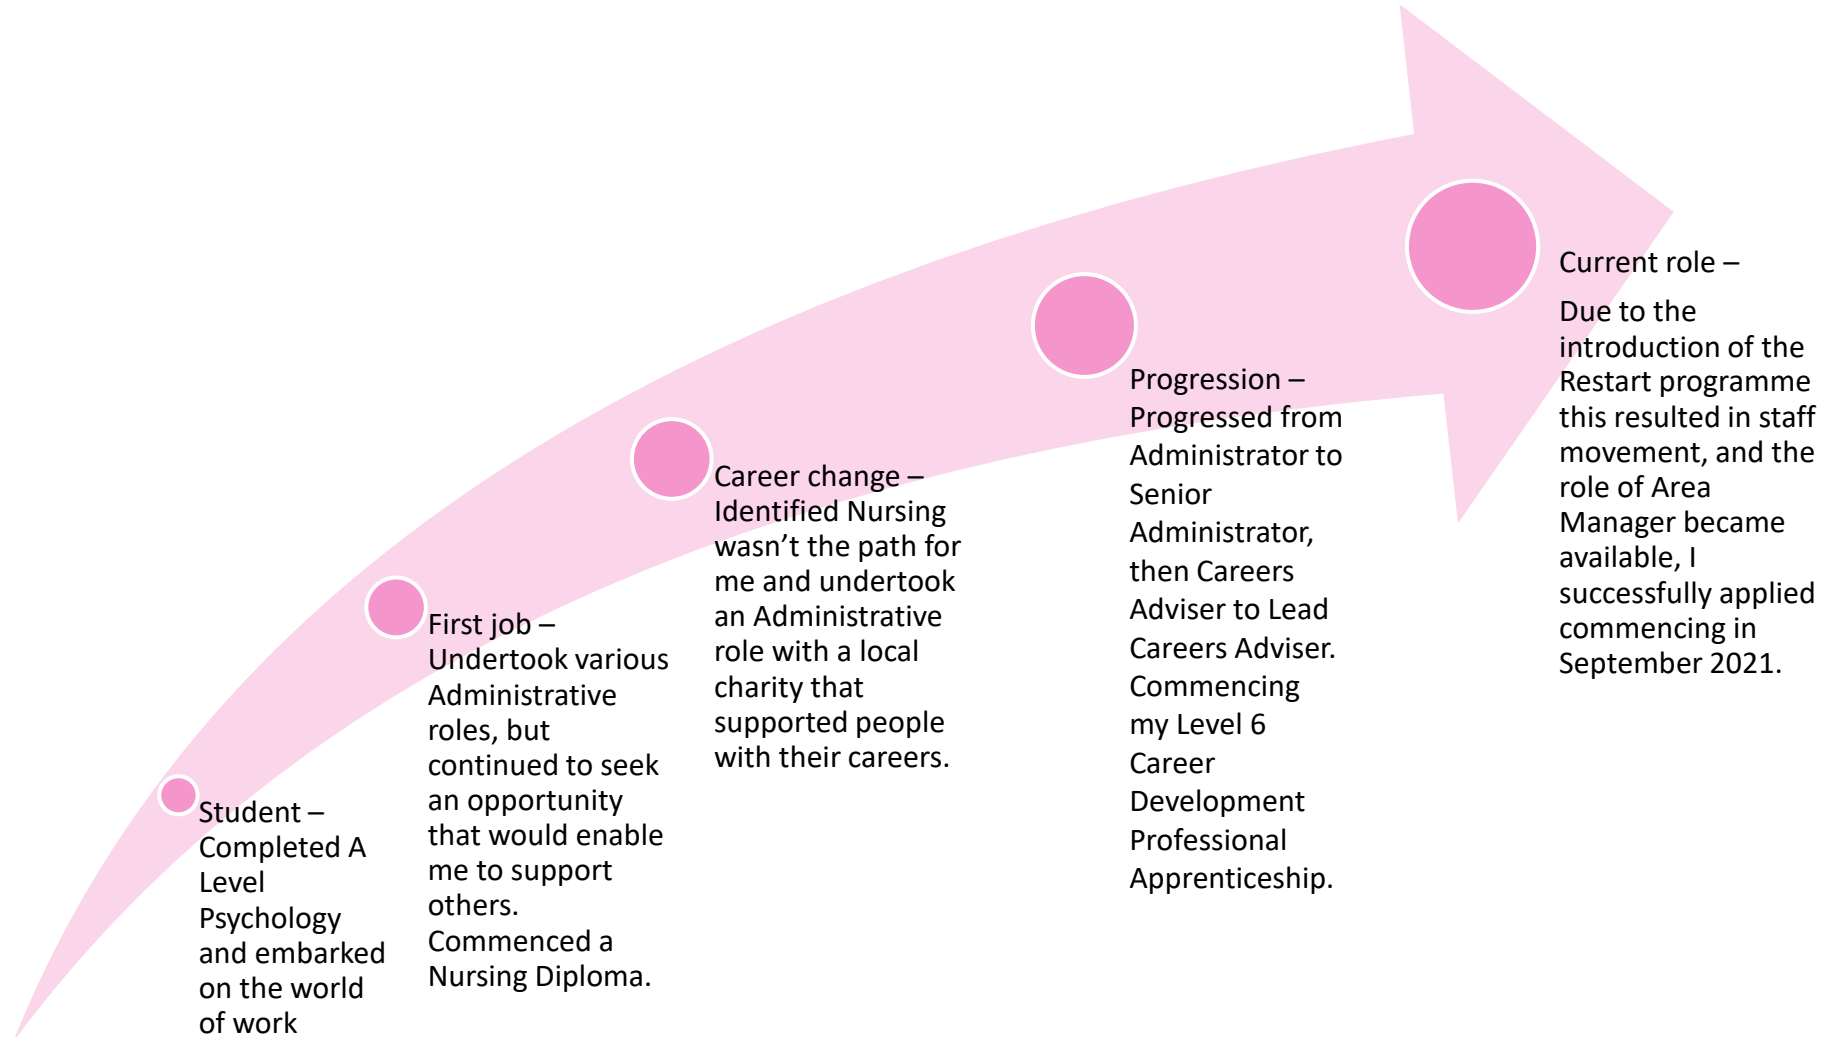 Student –
Completed A
Level
Psychology
and embarked
on the world
of work
First job –
Undertook various
Administrative
roles, but
continued to seek
an opportunity
that would enable
me to support
others.
Commenced a
Nursing Diploma.
Career change –
Identified Nursing
wasn’t the path for
me and undertook
an Administrative
role with a local
charity that
supported people
with their careers.
Progression –
Progressed from
Administrator to
Senior
Administrator,
then Careers
Adviser to Lead
Careers Adviser.
Commencing
my Level 6
Career
Development
Professional
Apprenticeship.
Current role –
Due to the
introduction of the
Restart programme
this resulted in staff
movement, and the
role of Area
Manager became
available, I
successfully applied
commencing in
September 2021.